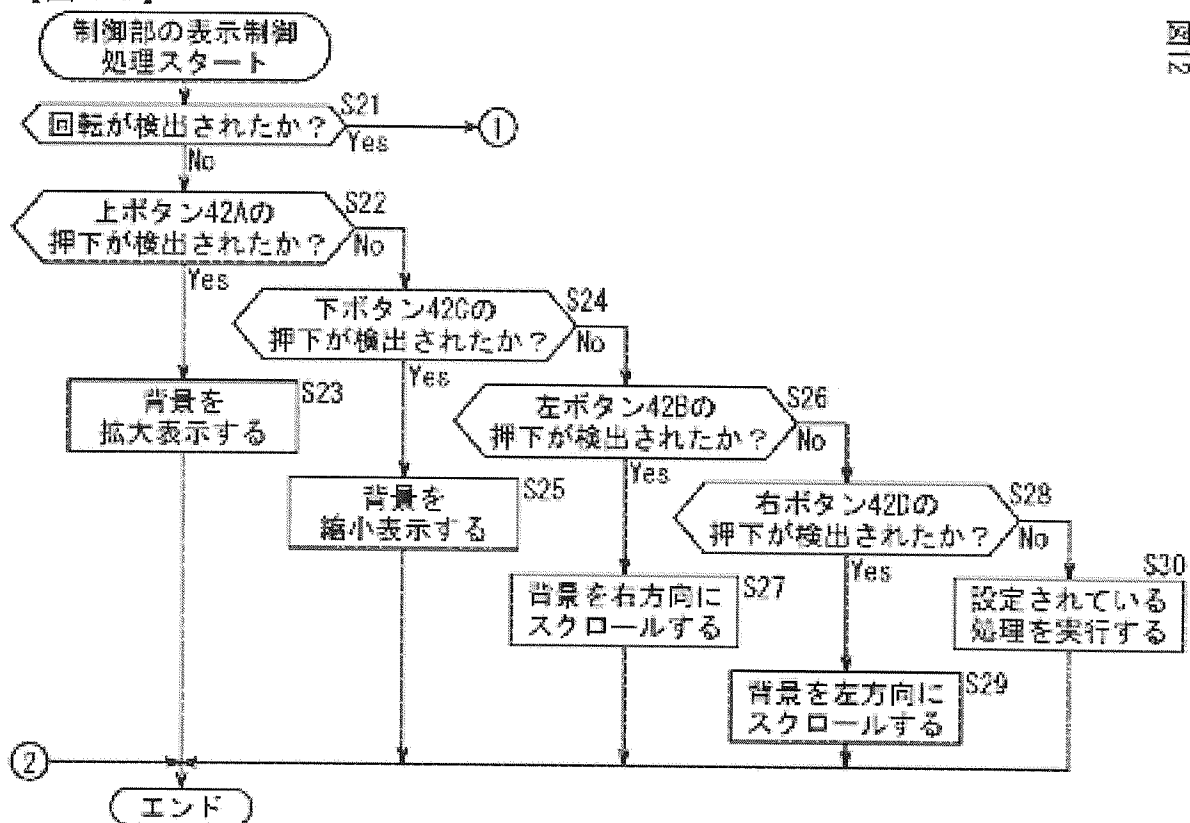 図12
制御部の表示制御
処理スタート
S21
回転が検出されたか?
Yes
①
No
S22
上ボタン42Aの
押下が検出されたか?
No
Yes
S24
下ボタン42Cの
押下が検出されたか?
No
Yes
S23
背景を
拡大表示する
S26
左ボタン42Bの
押下が検出されたか?
No
Yes
S25
背景を
縮小表示する
S28
右ボタン42Dの
押下が検出されたか?
No
Yes
S27
背景を右方向に
スクロールする
S30
設定されている
処理を実行する
S29
背景を左方向に
スクロールする
②
エンド